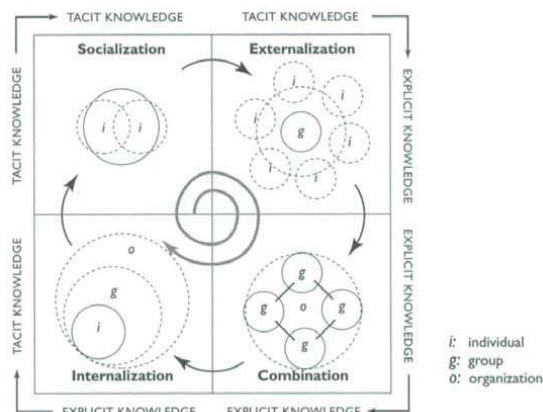 TACIT KNOWLEDGE
TACIT KNOWLEDGE
Socialization
Externalization
TACIT KNOWLEDGE
EXPLICIT KNOWLEDGE
i
i
i
i
i
i
i
i
g
TACIT KNOWLEDGE
EXPLICIT KNOWLEDGE
o
g
i
g
g
o
g
g
Internalization
Combination
EXPLICIT KNOWLEDGE
EXPLICIT KNOWLEDGE
i: individual
g: group
o: organization